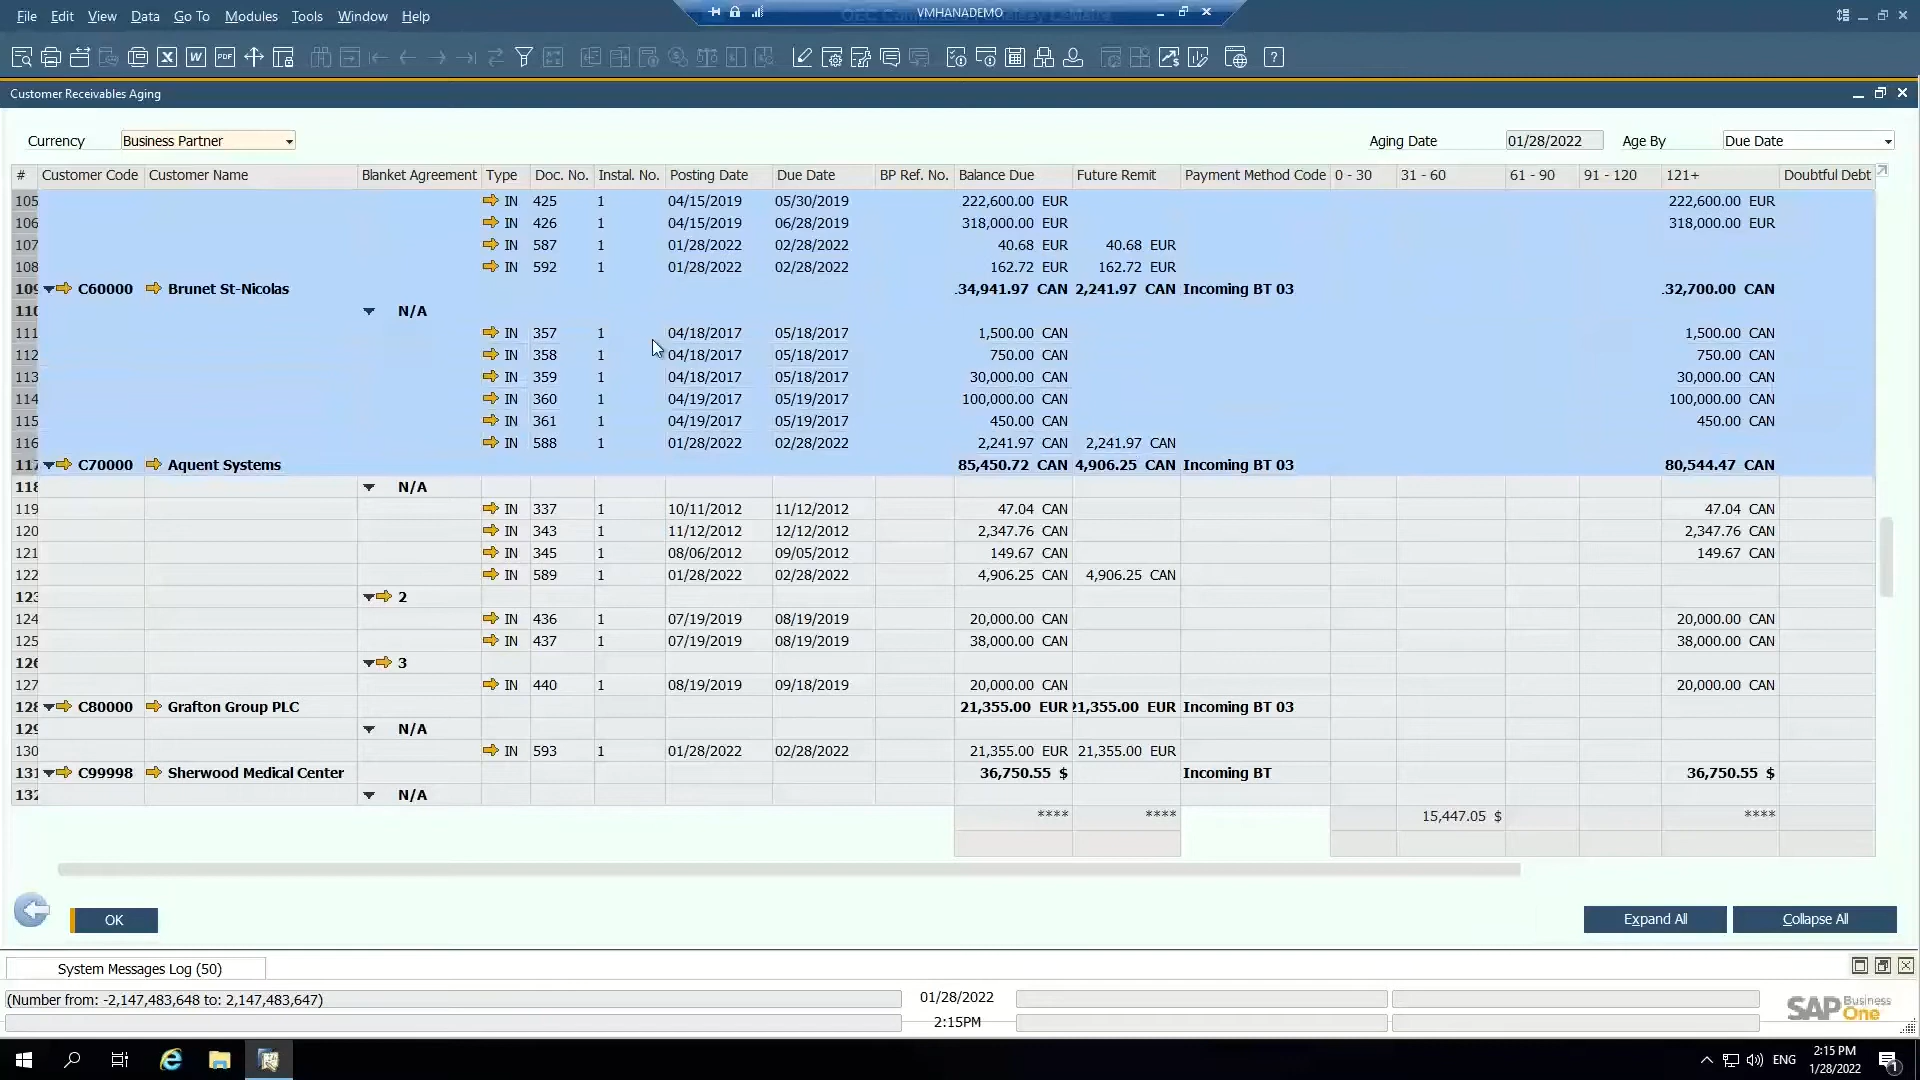 File Edit View Data Go To Modules Tools Window Help
VMHANADEMO
Customer Receivables Aging
Currency Business Partner Aging Date 01/28/2022 Age By Due Date
# Customer Code Customer Name Blanket Agreement Type Doc. No. Instal. No. Posting Date Due Date BP Ref. No. Balance Due Future Remit Payment Method Code 0 - 30 31 - 60 61 - 90 91 - 120 121+ Doubtful Debt
105 IN 425 1 04/15/2019 05/30/2019 222,600.00 EUR 222,600.00 EUR
106 IN 426 1 04/15/2019 06/28/2019 318,000.00 EUR 318,000.00 EUR
107 IN 587 1 01/28/2022 02/28/2022 40.68 EUR 40.68 EUR
108 IN 592 1 01/28/2022 02/28/2022 162.72 EUR 162.72 EUR
109 C60000 Brunet St-Nicolas .34,941.97 CAN 2,241.97 CAN Incoming BT 03 .32,700.00 CAN
110 N/A
111 IN 357 1 04/18/2017 05/18/2017 1,500.00 CAN 1,500.00 CAN
112 IN 358 1 04/18/2017 05/18/2017 750.00 CAN 750.00 CAN
113 IN 359 1 04/18/2017 05/18/2017 30,000.00 CAN 30,000.00 CAN
114 IN 360 1 04/19/2017 05/19/2017 100,000.00 CAN 100,000.00 CAN
115 IN 361 1 04/19/2017 05/19/2017 450.00 CAN 450.00 CAN
116 IN 588 1 01/28/2022 02/28/2022 2,241.97 CAN 2,241.97 CAN
117 C70000 Aquent Systems 85,450.72 CAN 4,906.25 CAN Incoming BT 03 80,544.47 CAN
118 N/A
119 IN 337 1 10/11/2012 11/12/2012 47.04 CAN 47.04 CAN
120 IN 343 1 11/12/2012 12/12/2012 2,347.76 CAN 2,347.76 CAN
121 IN 345 1 08/06/2012 09/05/2012 149.67 CAN 149.67 CAN
122 IN 589 1 01/28/2022 02/28/2022 4,906.25 CAN 4,906.25 CAN
123 2
124 IN 436 1 07/19/2019 08/19/2019 20,000.00 CAN 20,000.00 CAN
125 IN 437 1 07/19/2019 08/19/2019 38,000.00 CAN 38,000.00 CAN
126 3
127 IN 440 1 08/19/2019 09/18/2019 20,000.00 CAN 20,000.00 CAN
128 C80000 Grafton Group PLC 21,355.00 EUR 21,355.00 EUR Incoming BT 03
129 N/A
130 IN 593 1 01/28/2022 02/28/2022 21,355.00 EUR 21,355.00 EUR
131 C99998 Sherwood Medical Center 36,750.55 $ Incoming BT 36,750.55 $
132 N/A
**** **** 15,447.05 $ ****
OK Expand All Collapse All
System Messages Log (50)
(Number from: -2,147,483,648 to: 2,147,483,647) 01/28/2022
2:15PM
SAP Business One
ENG 2:15 PM
1/28/2022
1